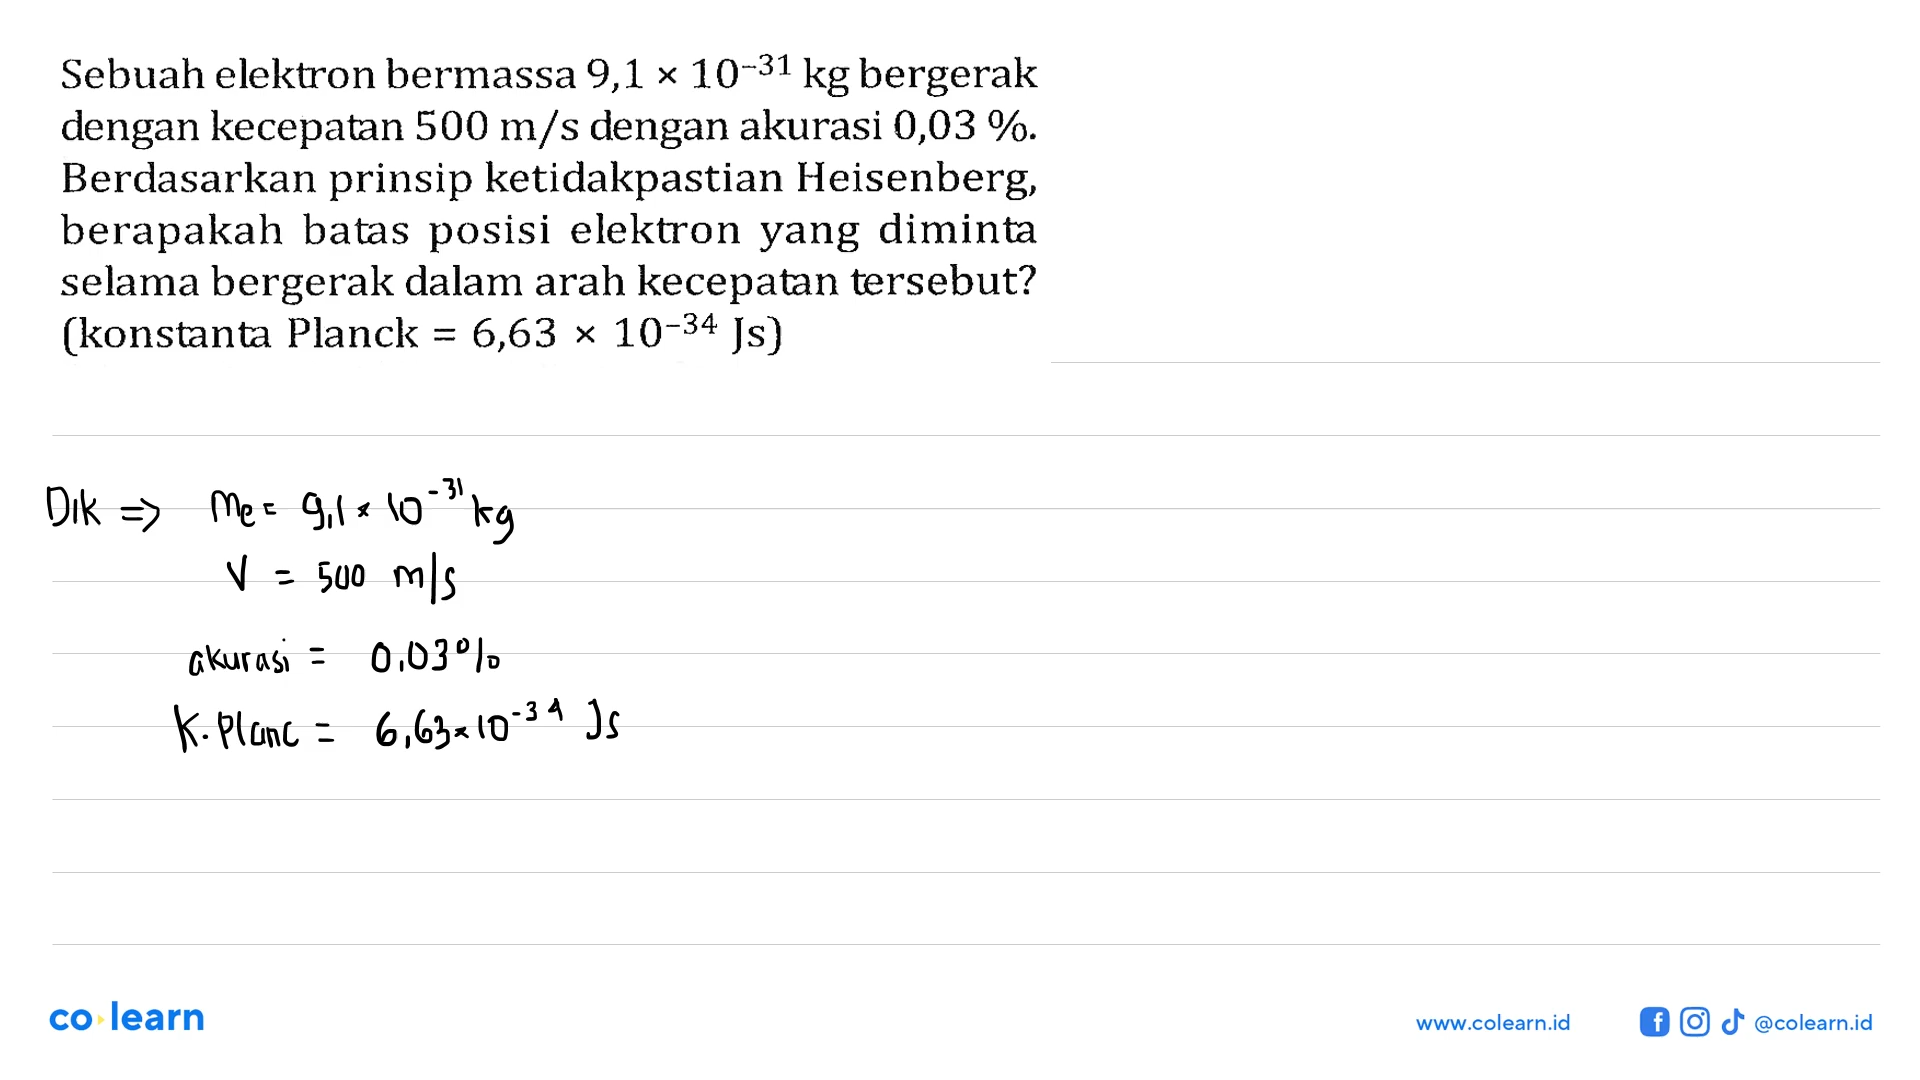 Sebuah elektron bermassa 9,1 × 10⁻³¹ kg bergerak
dengan kecepatan 500 m/s dengan akurasi 0,03 %.
Berdasarkan prinsip ketidakpastian Heisenberg,
berapakah batas posisi elektron yang diminta
selama bergerak dalam arah kecepatan tersebut?
(konstanta Planck = 6,63 × 10⁻³⁴ Js)
Dik => me = 9,1 × 10⁻³¹ kg
V = 500 m/s
akurasi = 0,03%
K. Planc = 6,63 × 10⁻³⁴ Js
co learn
www.colearn.id @colearn.id